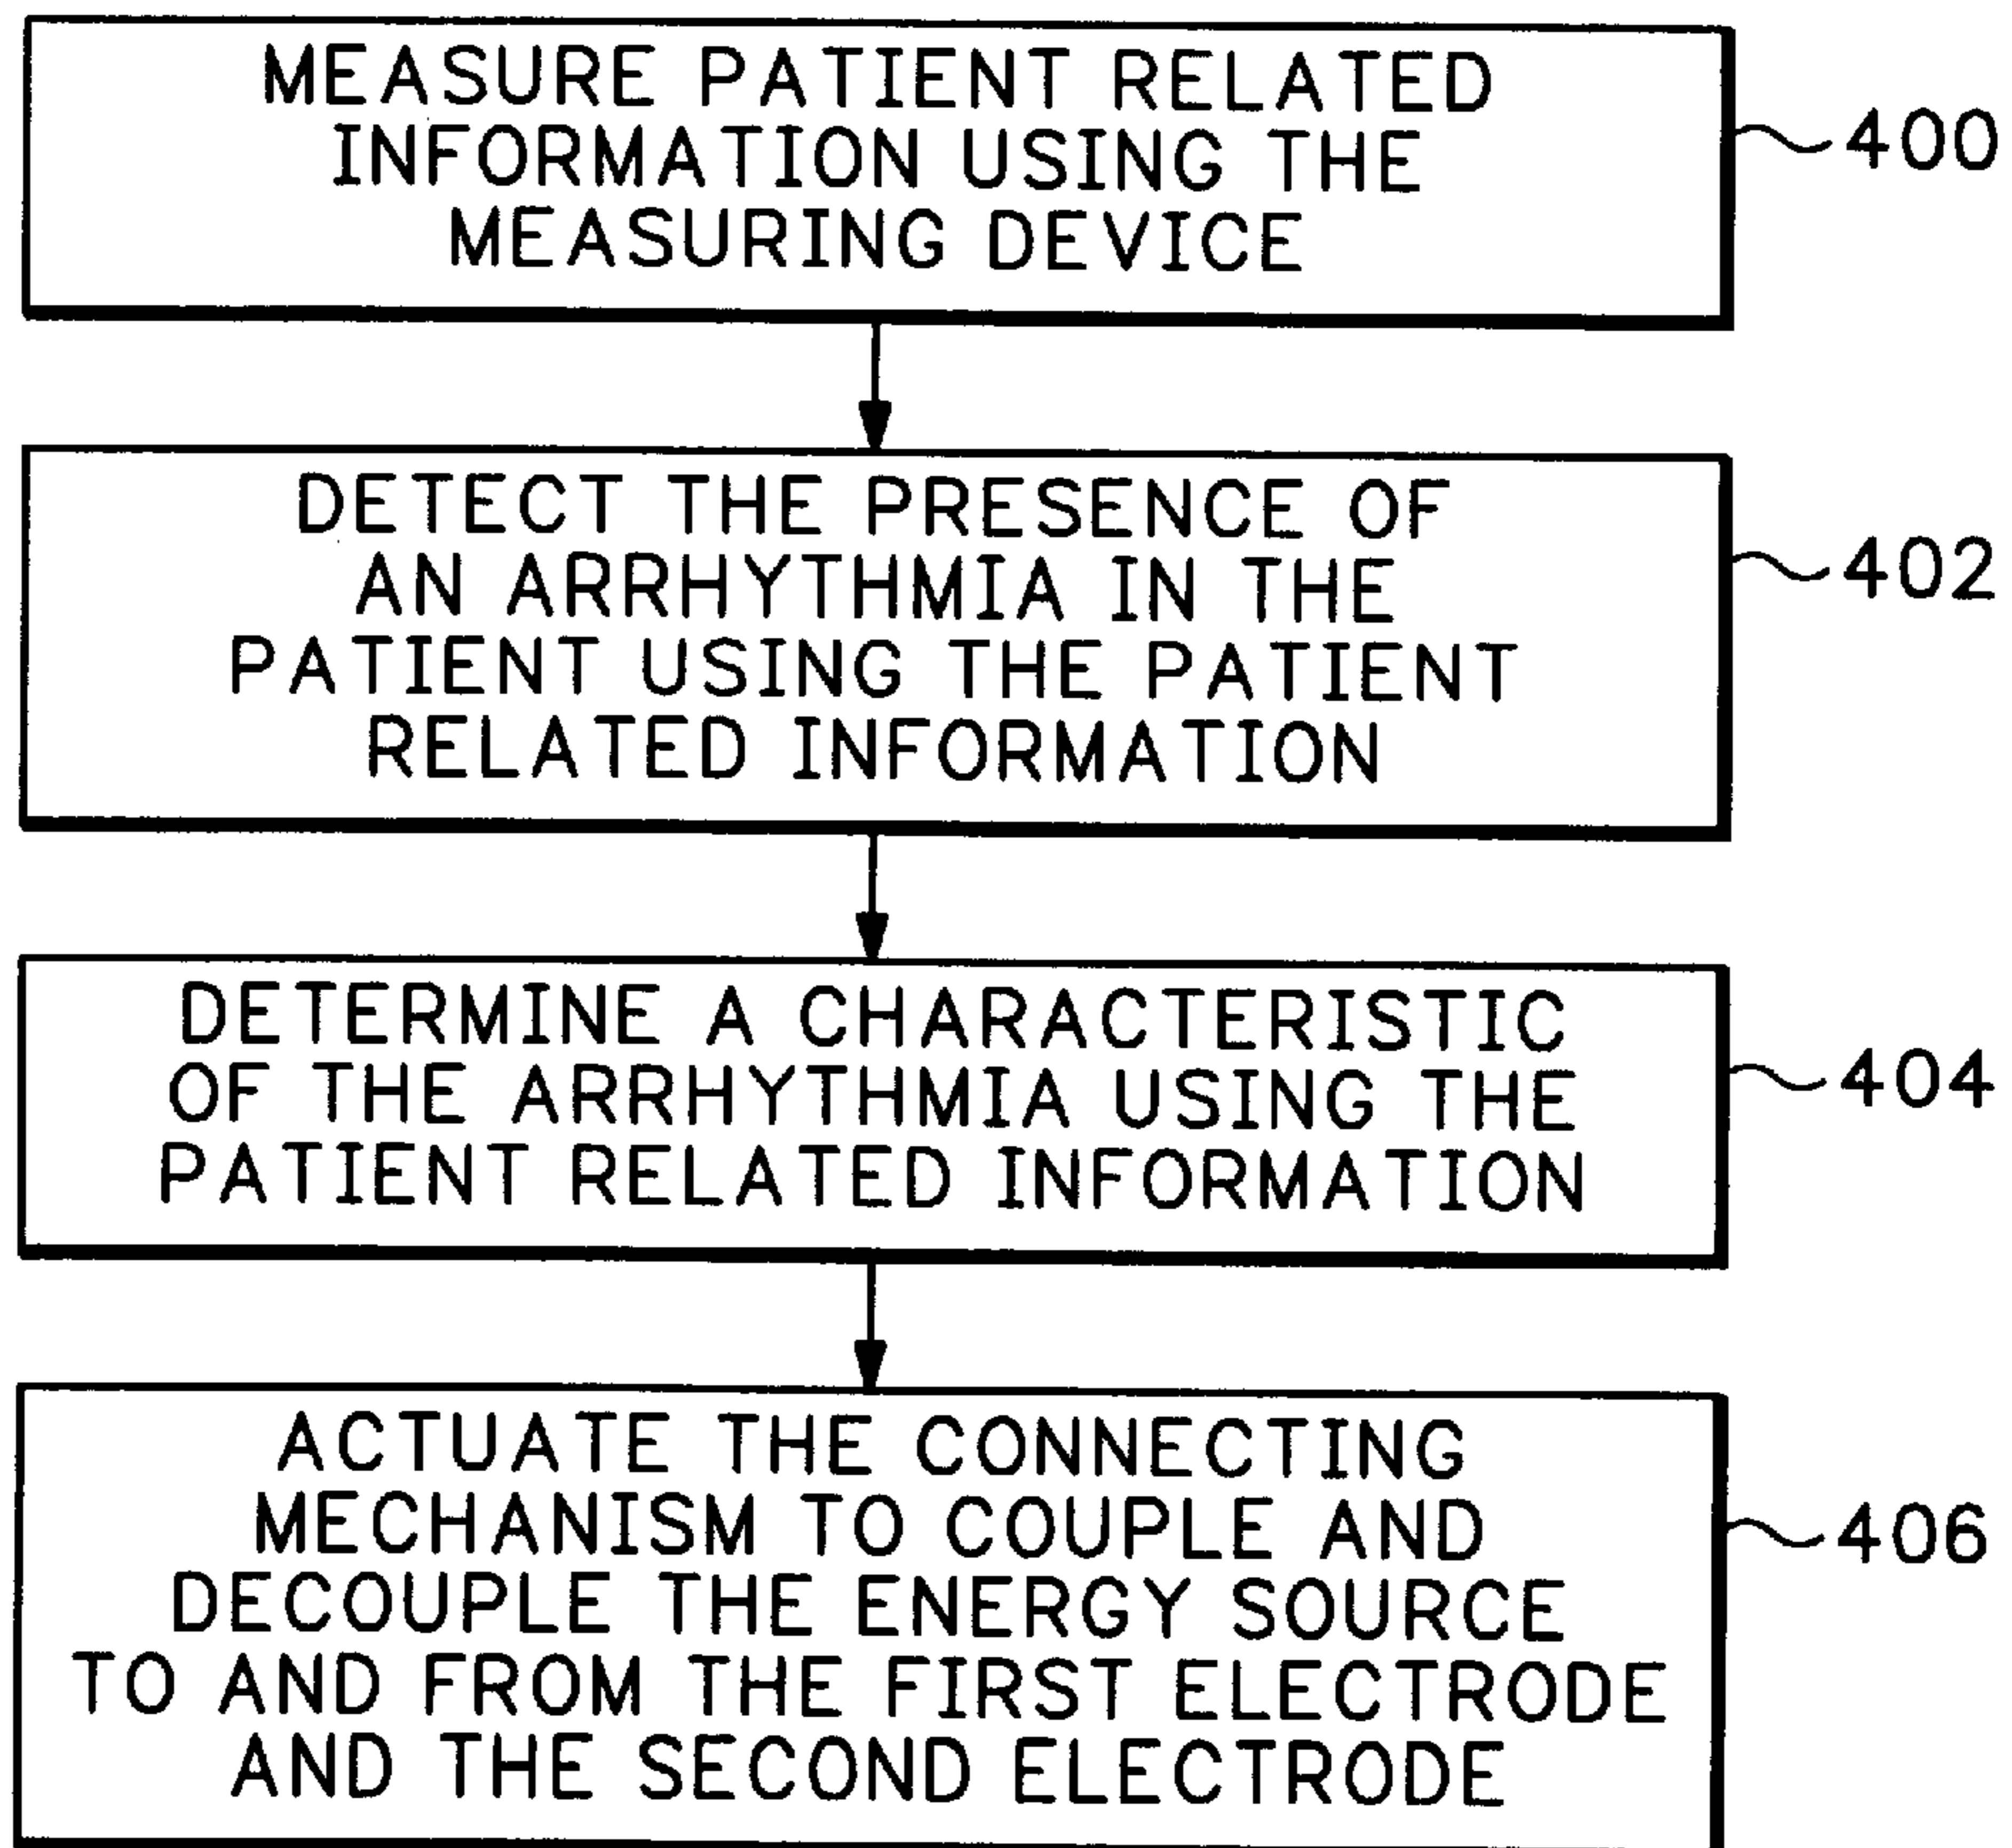 MEASURE PATIENT RELATED
INFORMATION USING THE
MEASURING DEVICE
400
DETECT THE PRESENCE OF
AN ARRHYTHMIA IN THE
PATIENT USING THE PATIENT
RELATED INFORMATION
402
DETERMINE A CHARACTERISTIC
OF THE ARRHYTHMIA USING THE
PATIENT RELATED INFORMATION
404
ACTUATE THE CONNECTING
MECHANISM TO COUPLE AND
DECOUPLE THE ENERGY SOURCE
TO AND FROM THE FIRST ELECTRODE
AND THE SECOND ELECTRODE
406